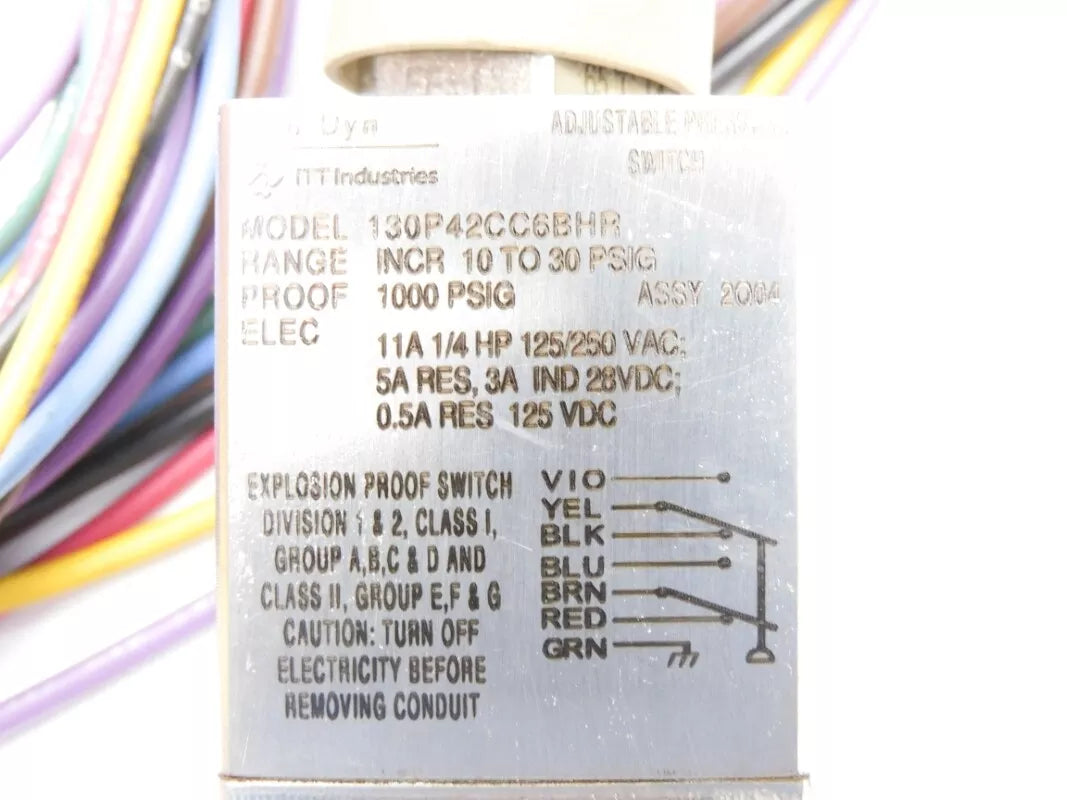 Dyn
ADJUSTABLE
SWITCH
ITT Industries
MODEL 130P42CC6BHR
RANGE INCR 10 TO 30 PSIG
PROOF 1000 PSIG ASSY 2Q04
ELEC
11A 1/4 HP 125/250 VAC;
5A RES, 3A IND 28VDC;
0.5A RES 125 VDC
EXPLOSION PROOF SWITCH
DIVISION 1 & 2, CLASS I,
GROUP A,B,C & D AND
CLASS II, GROUP E,F & G
CAUTION: TURN OFF
ELECTRICITY BEFORE
REMOVING CONDUIT
VIO
YEL
BLK
BLU
BRN
RED
GRN